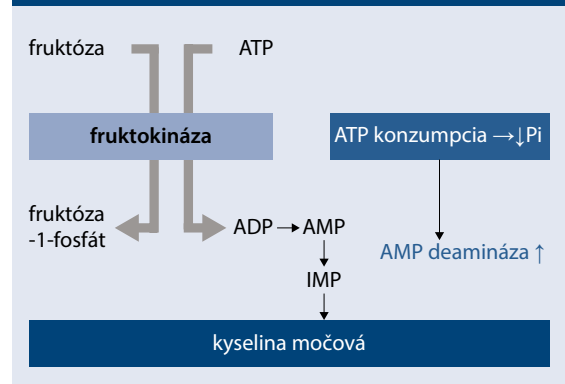 fruktóza
ATP
fruktokináza
ATP konzumpcia →↓Pi
fruktóza
-1-fosfát
ADP → AMP
AMP deamináza ↑
IMP
kyselina močová